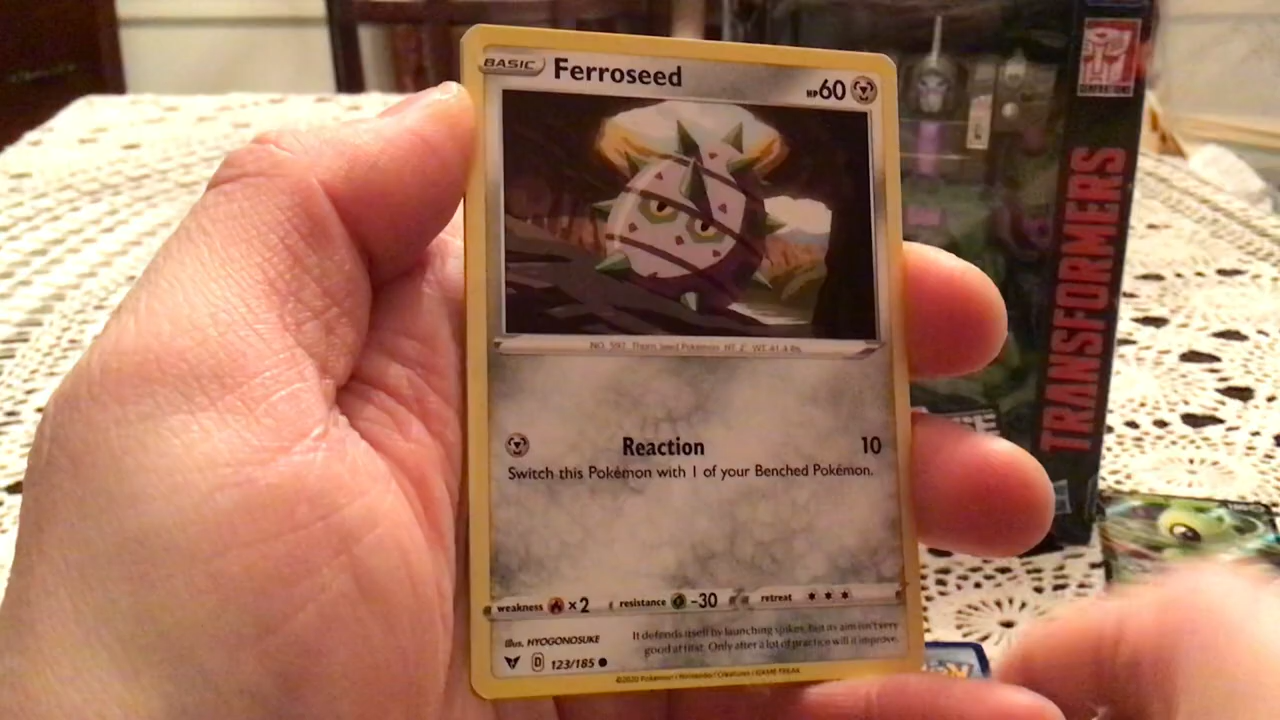 BASIC Ferroseed HP60
NO. 597 Thorn Seed Pokémon HT: 2' WT: 41.4 lbs.
Reaction 10
Switch this Pokémon with 1 of your Benched Pokémon.
weakness ×2 resistance -30 retreat
Illus. HYOGONOSUKE
It defends itself by launching spikes, but its aim isn't very
good at first. Only after a lot of practice will it improve.
D 123/185
©2020 Pokémon / Nintendo / Creatures / GAME FREAK
GENERATIONS
TRANSFORMERS